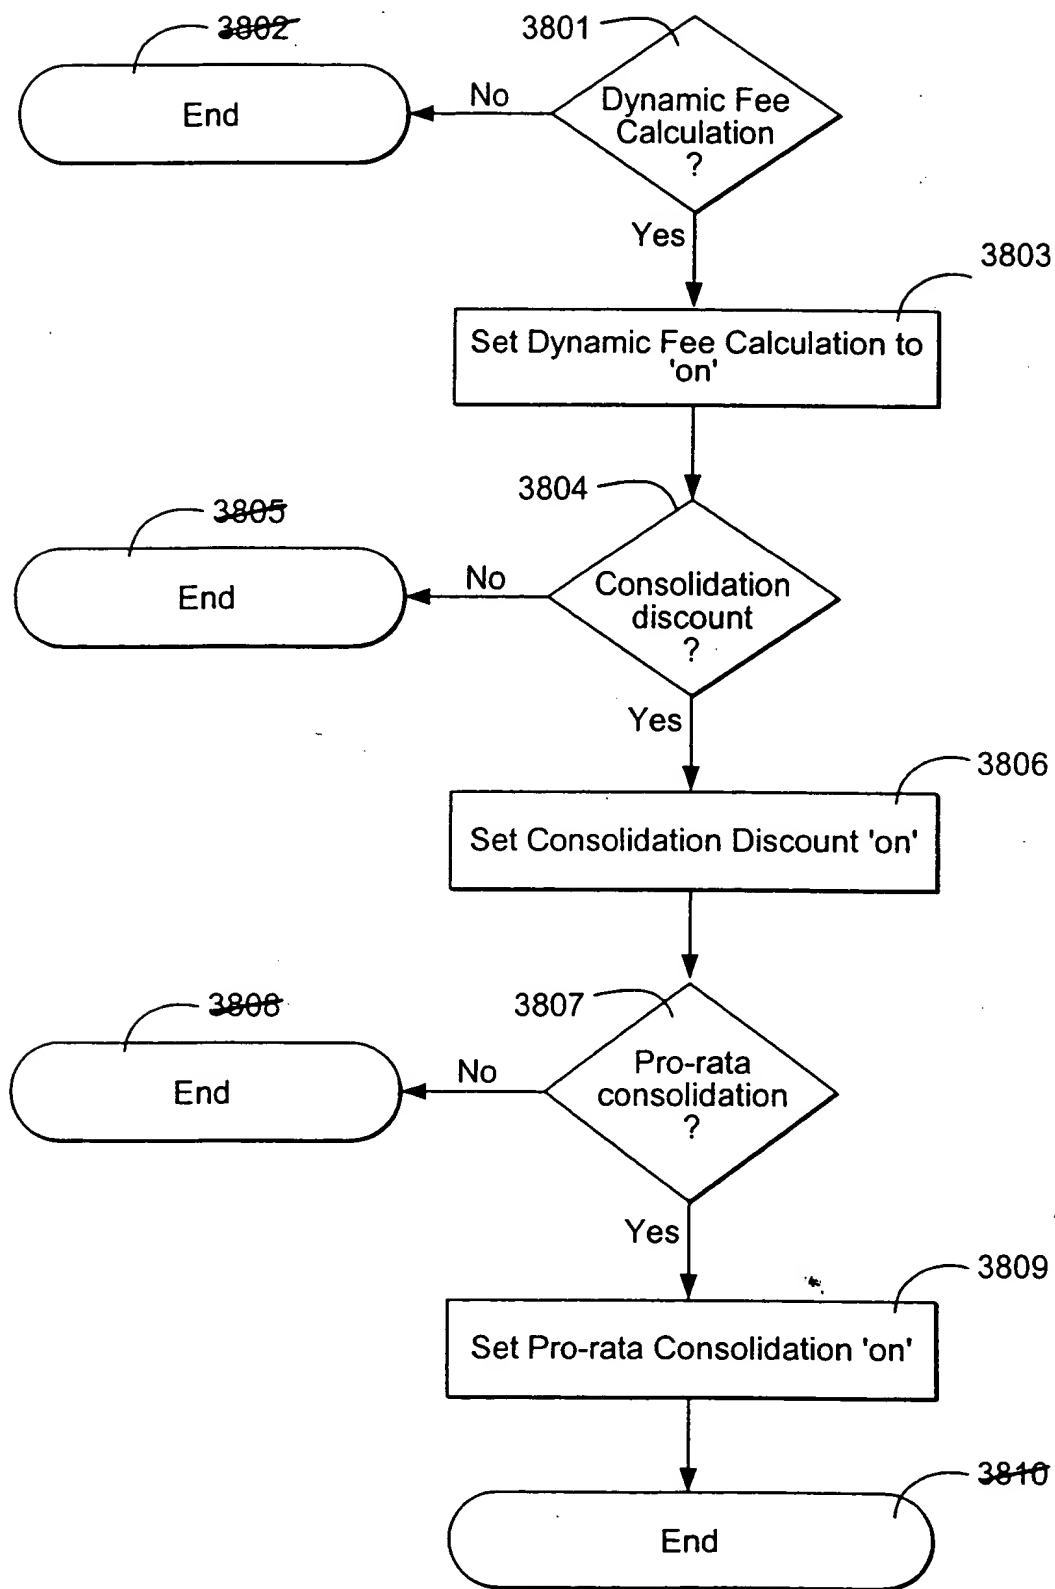 3802
3801
End
No
Dynamic Fee
Calculation
?
Yes
3803
Set Dynamic Fee Calculation to
'on'
3805
3804
End
No
Consolidation
discount
?
Yes
3806
Set Consolidation Discount 'on'
3808
3807
End
No
Pro-rata
consolidation
?
Yes
3809
Set Pro-rata Consolidation 'on'
3810
End